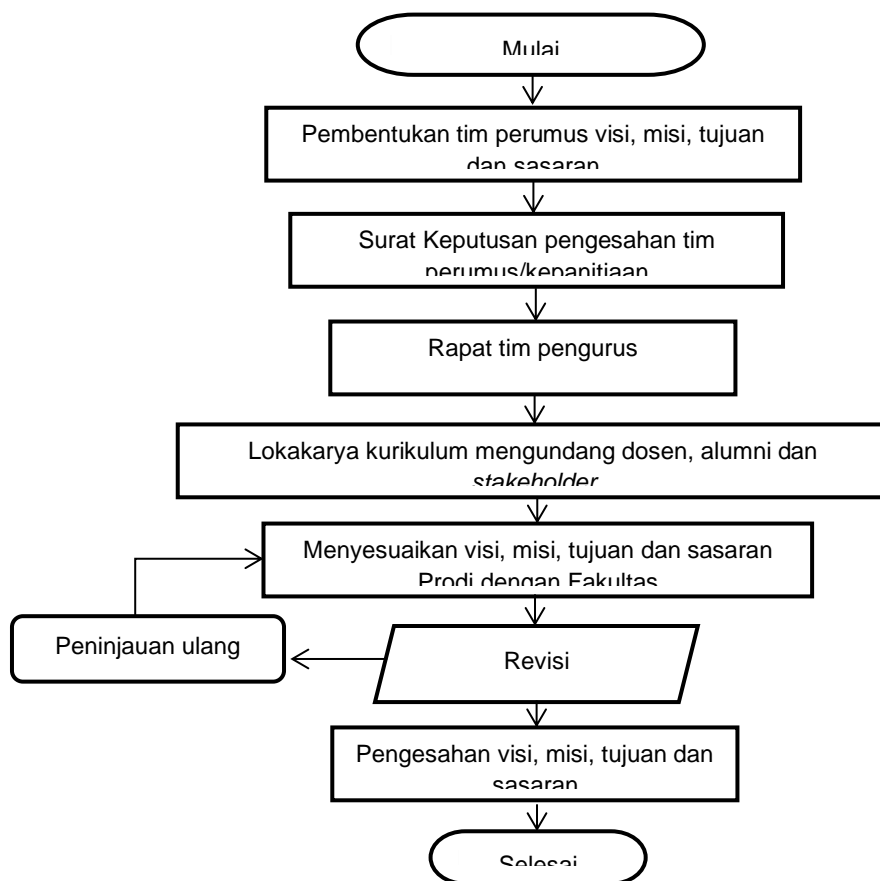 Mulai
Pembentukan tim perumus visi, misi, tujuan
dan sasaran
Surat Keputusan pengesahan tim
perumus/kepanitiaan
Rapat tim pengurus
Lokakarya kurikulum mengundang dosen, alumni dan
stakeholder
Menyesuaikan visi, misi, tujuan dan sasaran
Prodi dengan Fakultas
Peninjauan ulang
Revisi
Pengesahan visi, misi, tujuan dan
sasaran
Selesai